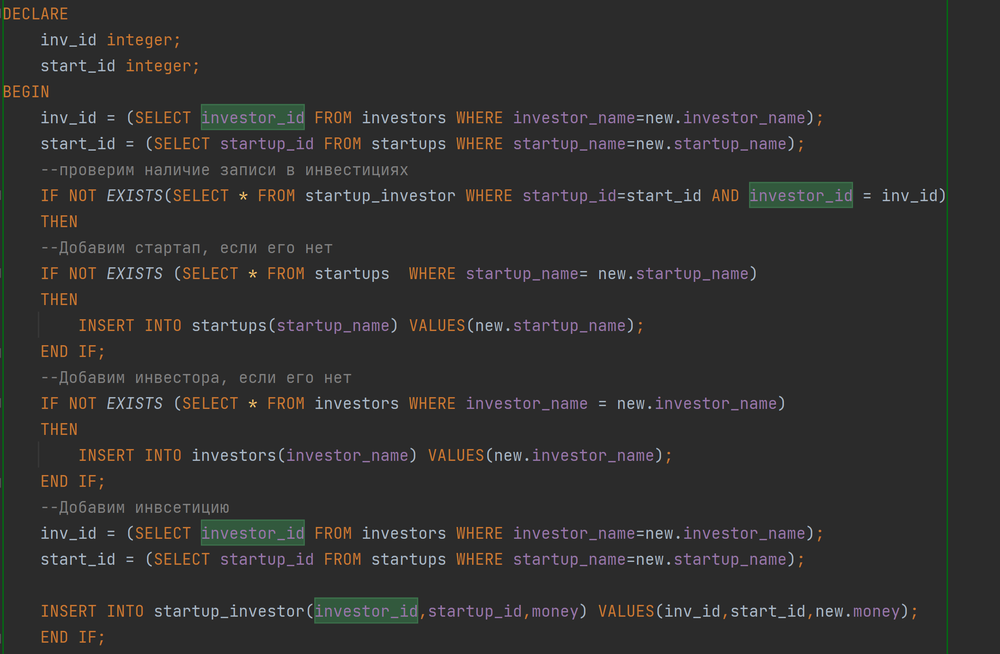 DECLARE
    inv_id integer;
    start_id integer;
BEGIN
    inv_id = (SELECT investor_id FROM investors WHERE investor_name=new.investor_name);
    start_id = (SELECT startup_id FROM startups WHERE startup_name=new.startup_name);
    --проверим наличие записи в инвестициях
    IF NOT EXISTS(SELECT * FROM startup_investor WHERE startup_id=start_id AND investor_id = inv_id)
    THEN
    --Добавим стартап, если его нет
    IF NOT EXISTS (SELECT * FROM startups  WHERE startup_name= new.startup_name)
    THEN
        INSERT INTO startups(startup_name) VALUES(new.startup_name);
    END IF;
    --Добавим инвестора, если его нет
    IF NOT EXISTS (SELECT * FROM investors WHERE investor_name = new.investor_name)
    THEN
        INSERT INTO investors(investor_name) VALUES(new.investor_name);
    END IF;
    --Добавим инвсетицию
    inv_id = (SELECT investor_id FROM investors WHERE investor_name=new.investor_name);
    start_id = (SELECT startup_id FROM startups WHERE startup_name=new.startup_name);
    INSERT INTO startup_investor(investor_id,startup_id,money) VALUES(inv_id,start_id,new.money);
    END IF;